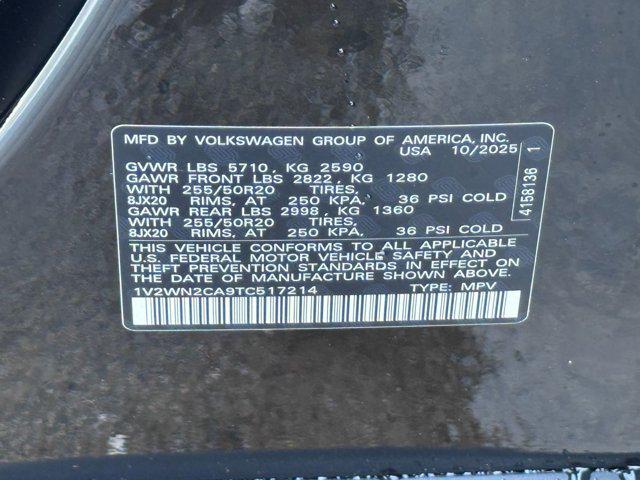 MFD BY VOLKSWAGEN GROUP OF AMERICA, INC.
USA 10/2025
GVWR LBS 5710, KG 2590
GAWR FRONT LBS 2822, KG 1280
WITH 255/50R20 TIRES,
8JX20 RIMS, AT 250 KPA, 36 PSI COLD
GAWR REAR LBS 2998, KG 1360
WITH 255/50R20 TIRES,
8JX20 RIMS, AT 250 KPA, 36 PSI COLD
THIS VEHICLE CONFORMS TO ALL APPLICABLE
U.S. FEDERAL MOTOR VEHICLE SAFETY AND
THEFT PREVENTION STANDARDS IN EFFECT ON
THE DATE OF MANUFACTURE SHOWN ABOVE.
1V2WN2CA9TC517214 TYPE: MPV
4158136 1